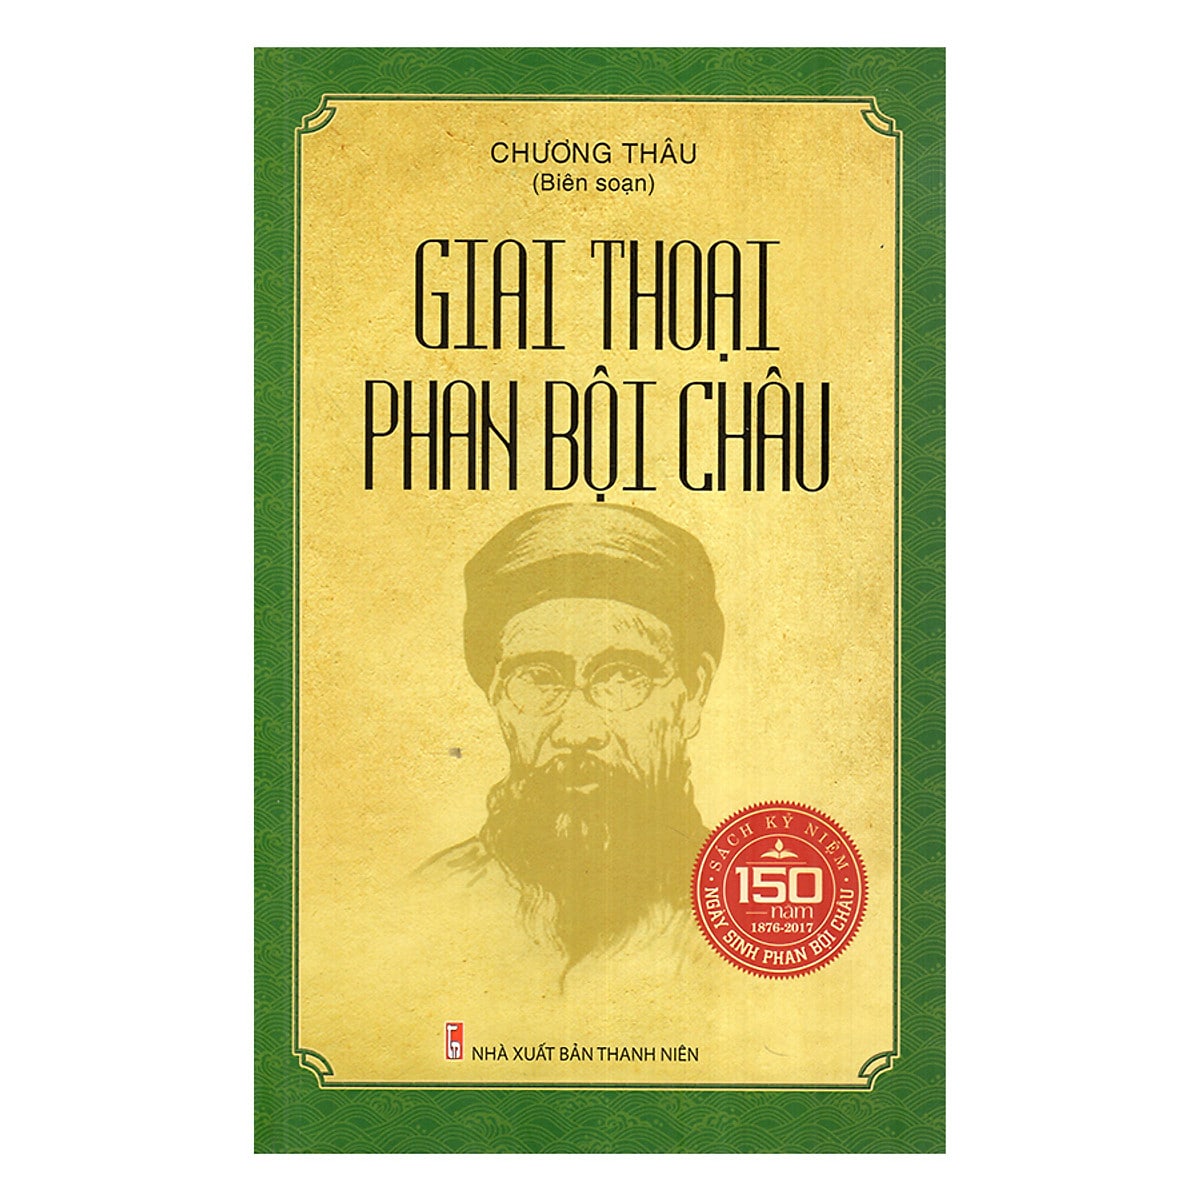 CHƯƠNG THÂU
(Biên soạn)
GIAI THOẠI
PHAN BỘI CHÂU
SÁCH KỶ NIỆM
150
năm
1876-2017
NGÀY SINH PHAN BỘI CHÂU
NHÀ XUẤT BẢN THANH NIÊN